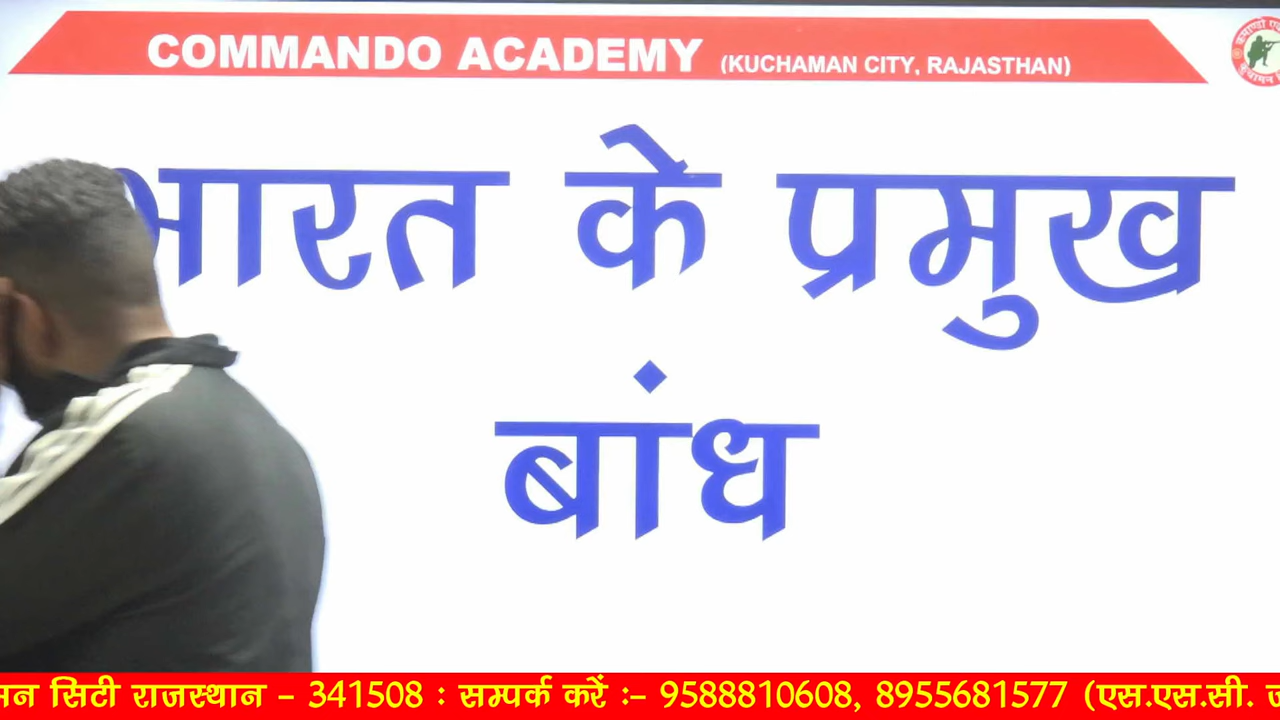 COMMANDO ACADEMY (KUCHAMAN CITY, RAJASTHAN)
भारत के प्रमुख
बांध
सिटी राजस्थान - 341508 : सम्पर्क करें :- 9588810608, 8955681577 (एस.एस.सी.